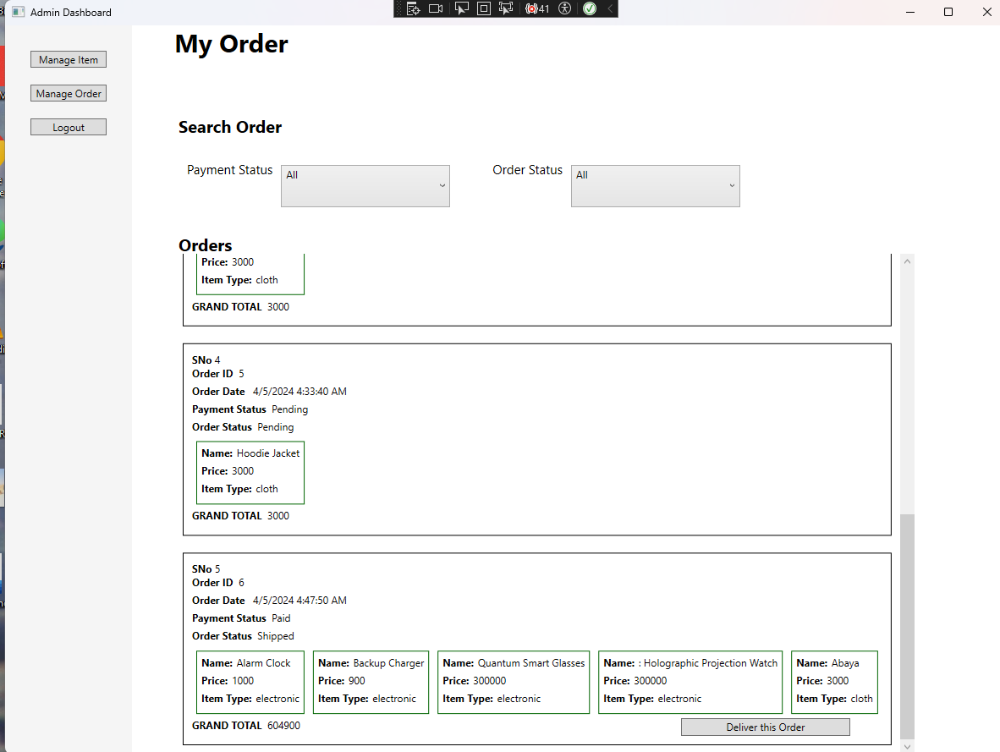 Admin Dashboard
41
Manage Item
Manage Order
Logout
My Order
Search Order
Payment Status All
Order Status All
Orders
Price: 3000
Item Type: cloth
GRAND TOTAL 3000
SNo 4
Order ID 5
Order Date 4/5/2024 4:33:40 AM
Payment Status Pending
Order Status Pending
Name: Hoodie Jacket
Price: 3000
Item Type: cloth
GRAND TOTAL 3000
SNo 5
Order ID 6
Order Date 4/5/2024 4:47:50 AM
Payment Status Paid
Order Status Shipped
Name: Alarm Clock
Price: 1000
Item Type: electronic
Name: Backup Charger
Price: 900
Item Type: electronic
Name: Quantum Smart Glasses
Price: 300000
Item Type: electronic
Name: : Holographic Projection Watch
Price: 300000
Item Type: electronic
Name: Abaya
Price: 3000
Item Type: cloth
GRAND TOTAL 604900
Deliver this Order